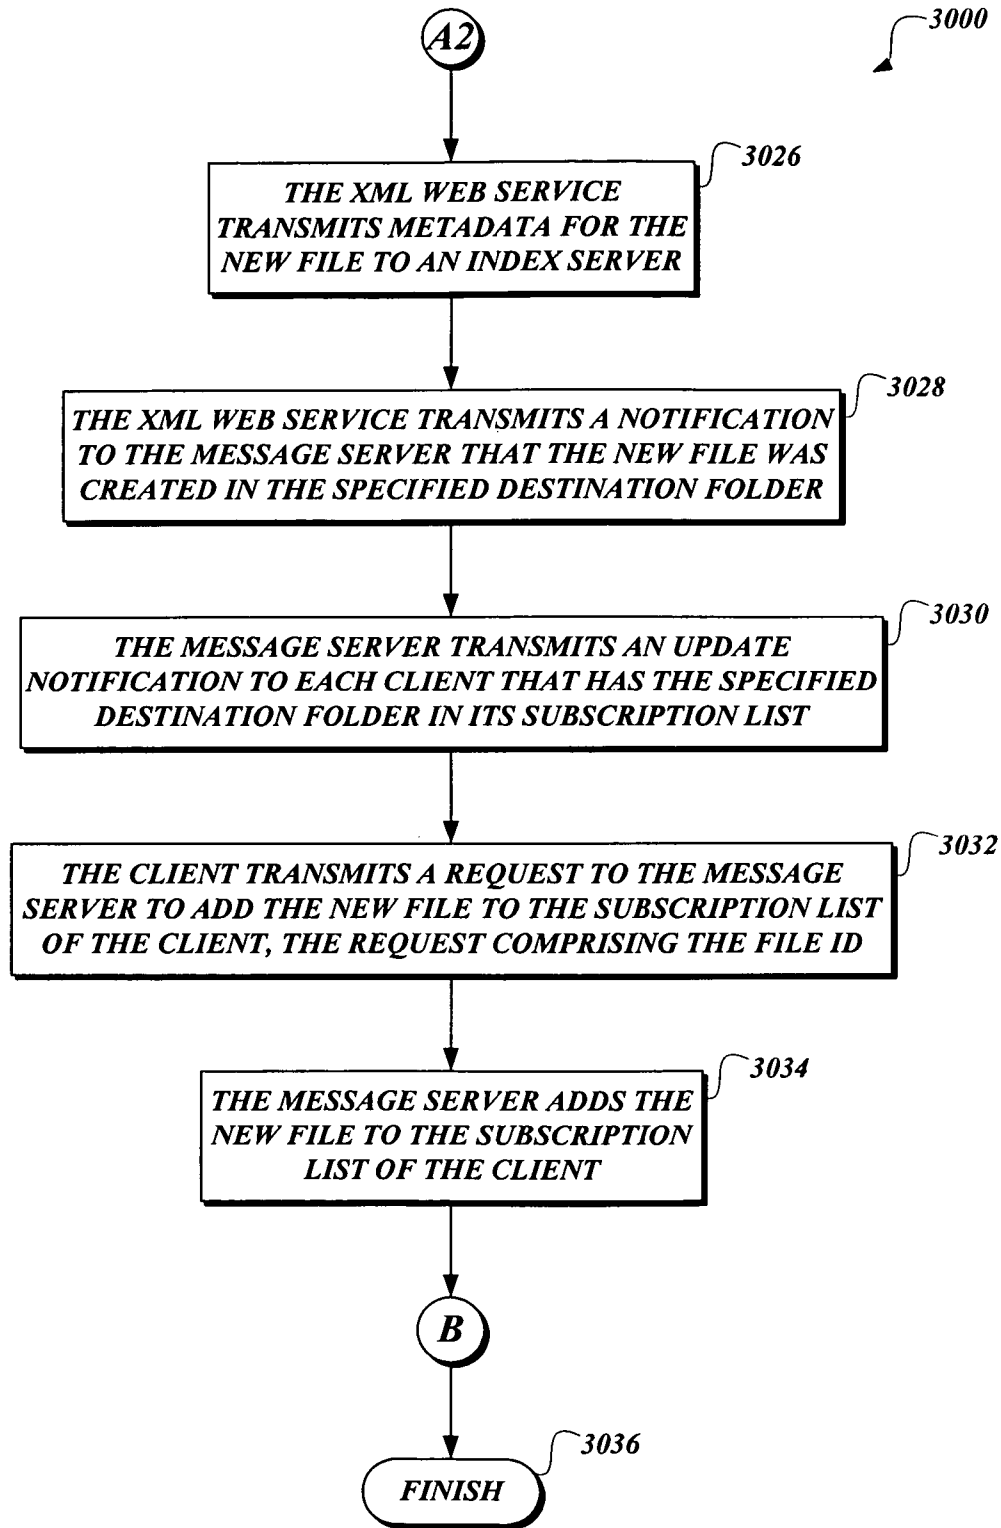 A2
3000
3026
THE XML WEB SERVICE
TRANSMITS METADATA FOR THE
NEW FILE TO AN INDEX SERVER
3028
THE XML WEB SERVICE TRANSMITS A NOTIFICATION
TO THE MESSAGE SERVER THAT THE NEW FILE WAS
CREATED IN THE SPECIFIED DESTINATION FOLDER
3030
THE MESSAGE SERVER TRANSMITS AN UPDATE
NOTIFICATION TO EACH CLIENT THAT HAS THE SPECIFIED
DESTINATION FOLDER IN ITS SUBSCRIPTION LIST
3032
THE CLIENT TRANSMITS A REQUEST TO THE MESSAGE
SERVER TO ADD THE NEW FILE TO THE SUBSCRIPTION LIST
OF THE CLIENT, THE REQUEST COMPRISING THE FILE ID
3034
THE MESSAGE SERVER ADDS THE
NEW FILE TO THE SUBSCRIPTION
LIST OF THE CLIENT
B
3036
FINISH